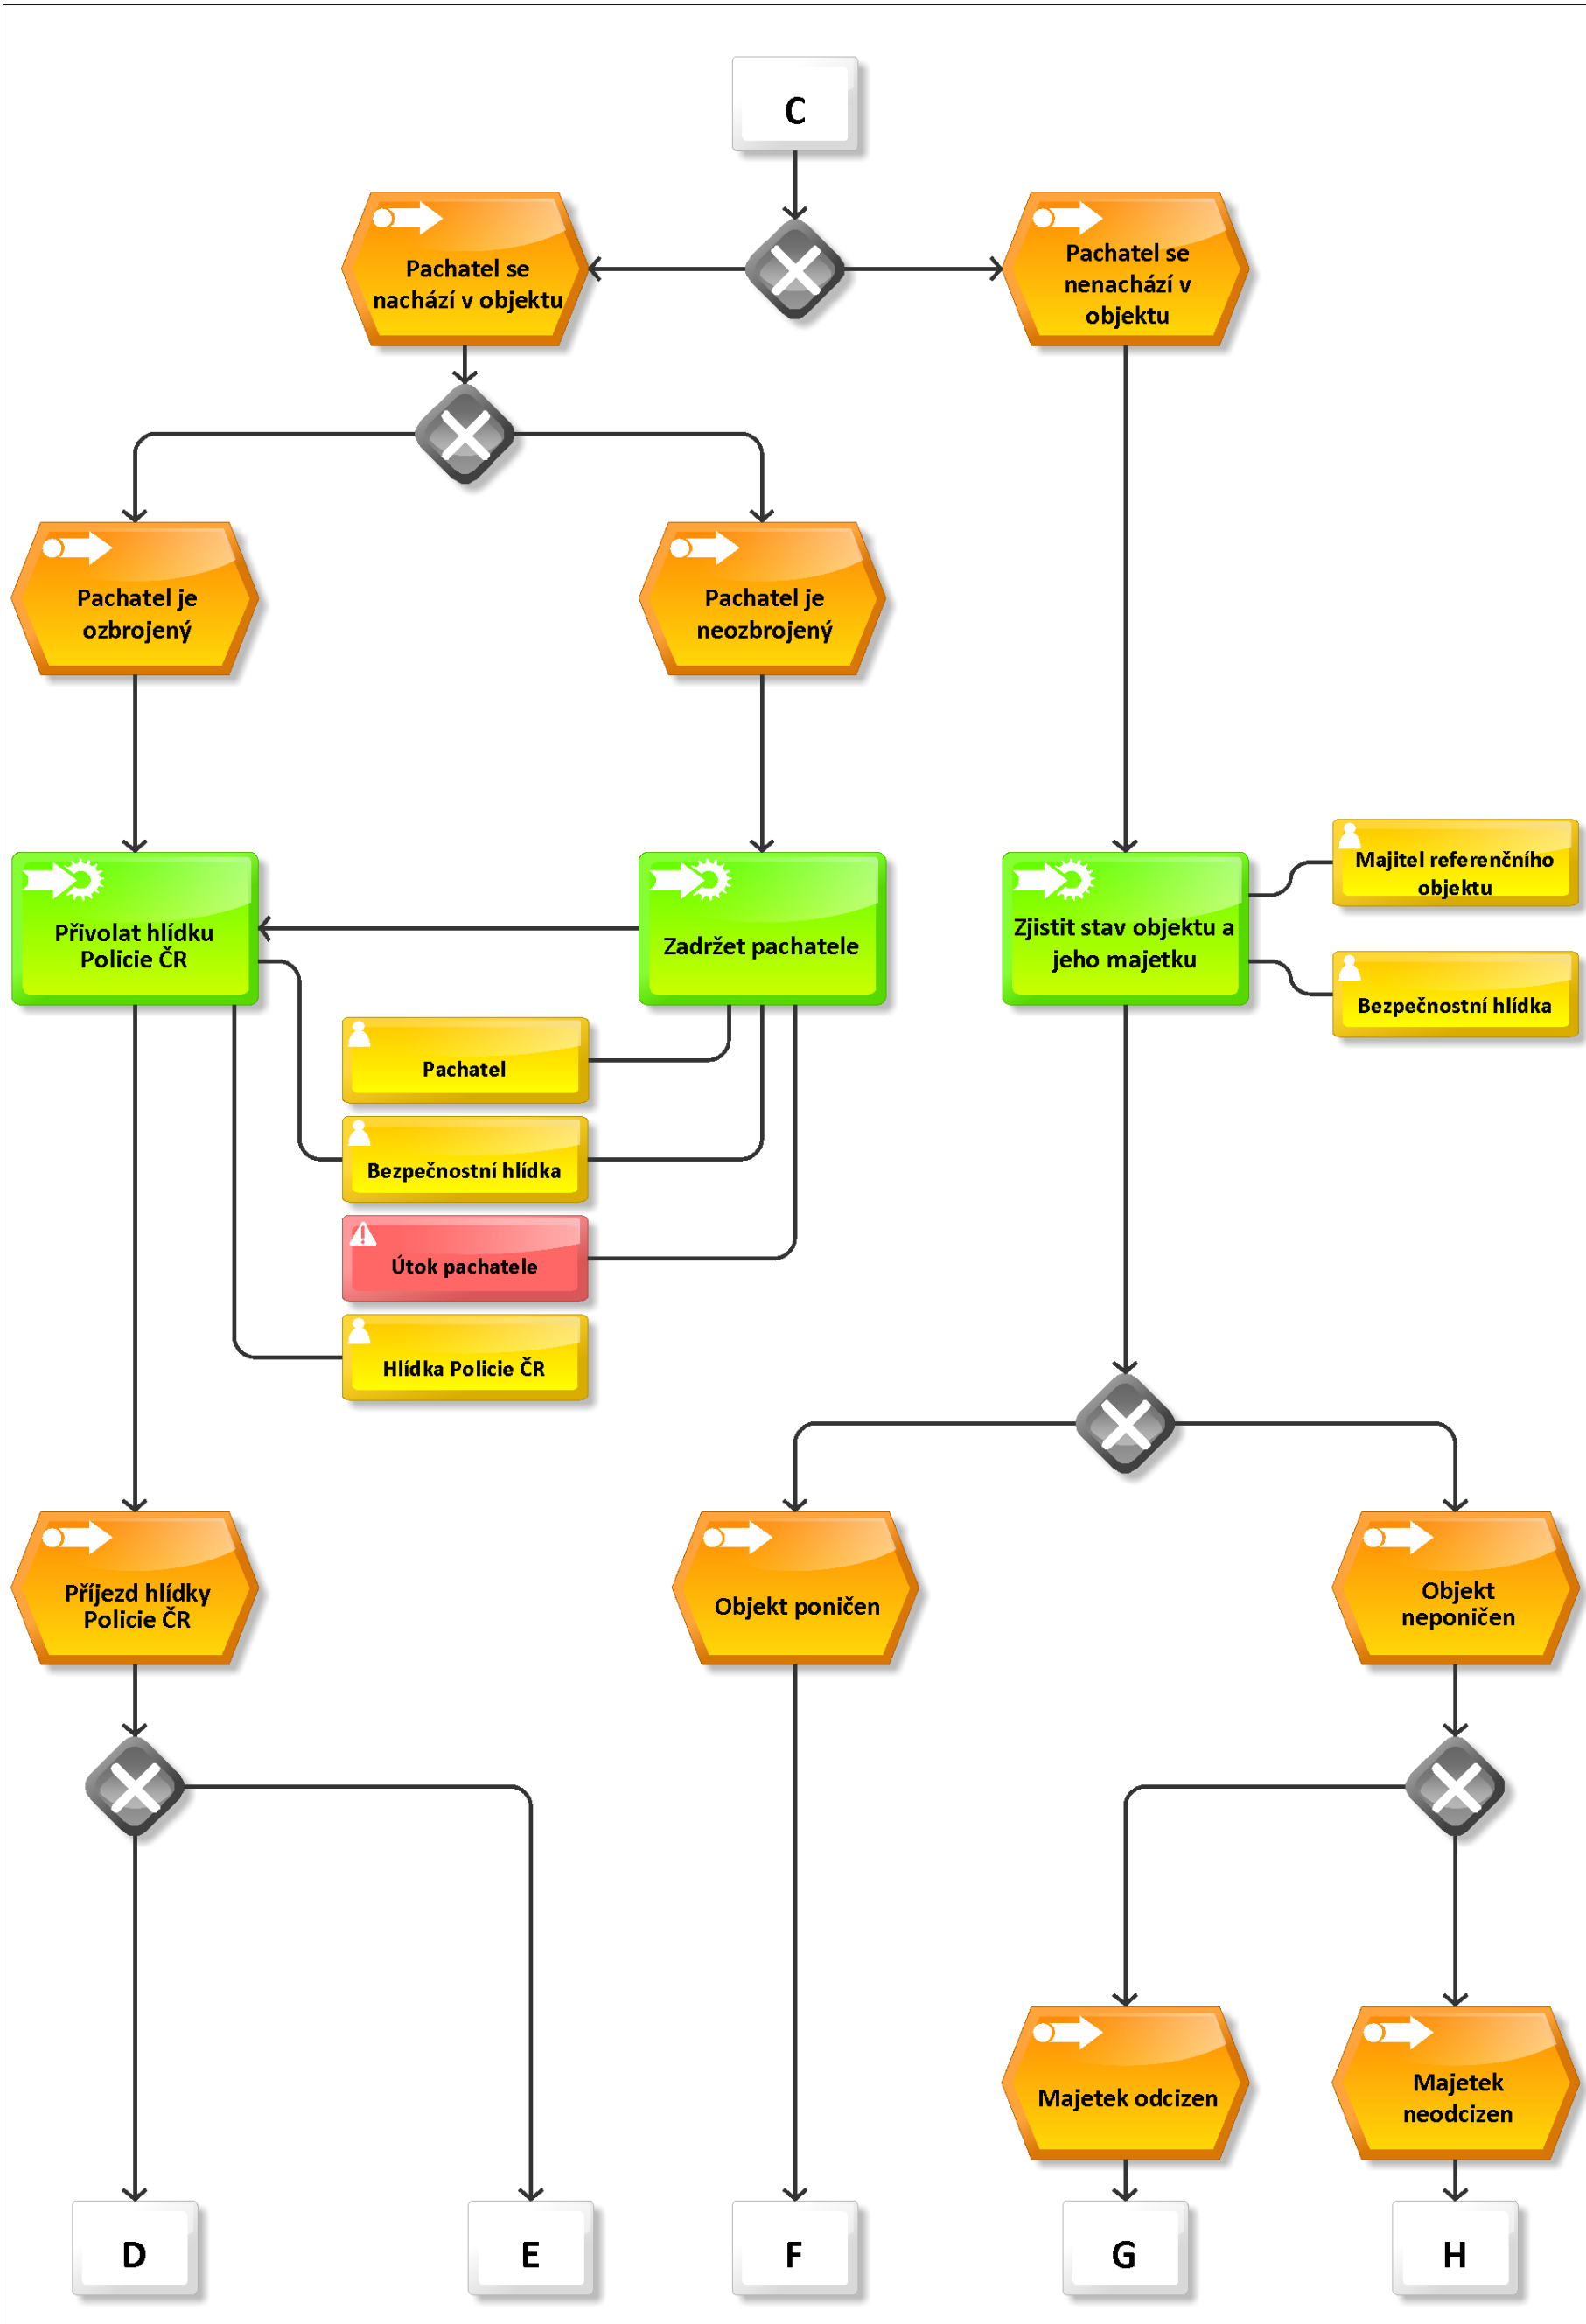 C
Pachatel se
nachází v objektu
Pachatel se
nenachází v
objektu
Pachatel je
ozbrojený
Pachatel je
neozbrojený
Přivolat hlídku
Policie ČR
Zadržet pachatele
Zjistit stav objektu a
jeho majetku
Majitel referenčního
objektu
Bezpečnostní hlídka
Pachatel
Bezpečnostní hlídka
Útok pachatele
Hlídka Policie ČR
Příjezd hlídky
Policie ČR
Objekt poničen
Objekt
neponičen
Majetek odcizen
Majetek
neodcizen
D
E
F
G
H